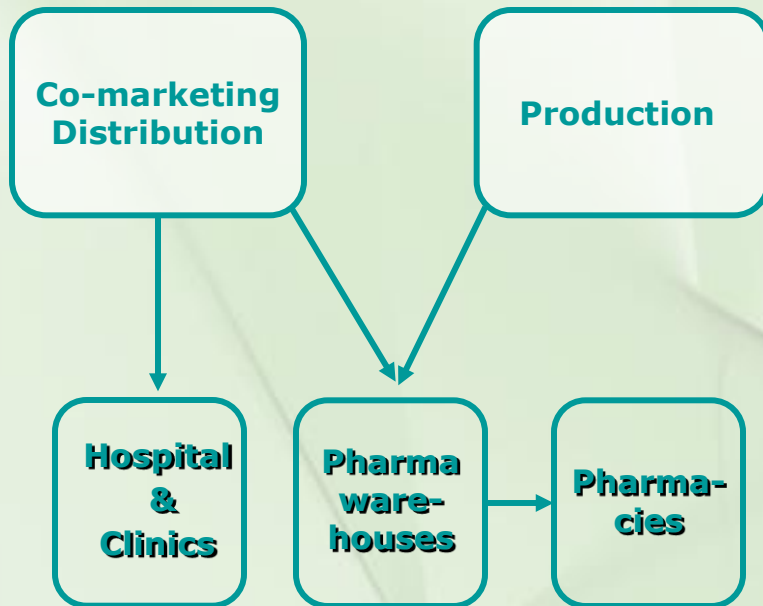 Co-marketing
Distribution
Production
Hospital
&
Clinics
Pharma
ware-
houses
Pharma-
cies